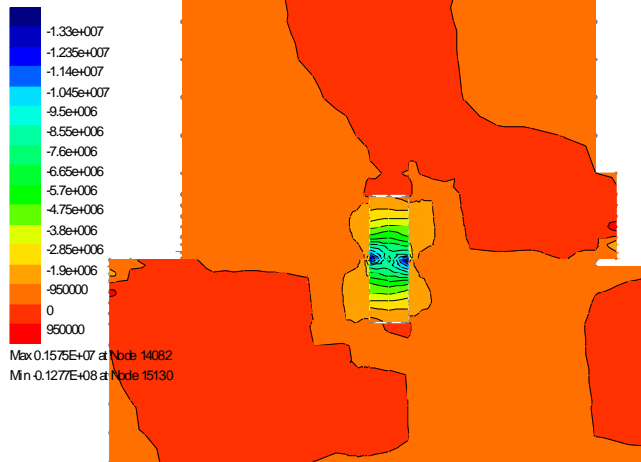 -1.33e+007
-1.235e+007
-1.14e+007
-1.045e+007
-9.5e+006
-8.55e+006
-7.6e+006
-6.65e+006
-5.7e+006
-4.75e+006
-3.8e+006
-2.85e+006
-1.9e+006
-950000
0
950000
Max 0.1575E+07 at Node 14082
Min -0.1277E+08 at Node 15130